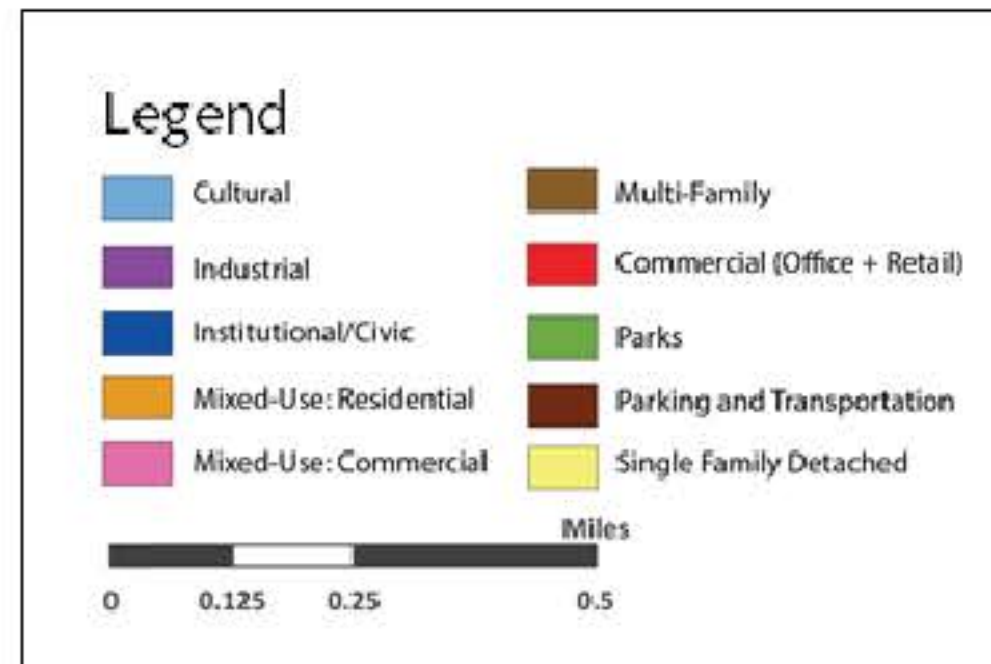 Legend
Cultural
Industrial
Institutional/Civic
Mixed-Use: Residential
Mixed-Use: Commercial
Multi-Family
Commercial (Office + Retail)
Parks
Parking and Transportation
Single Family Detached
Miles
0 0.125 0.25 0.5